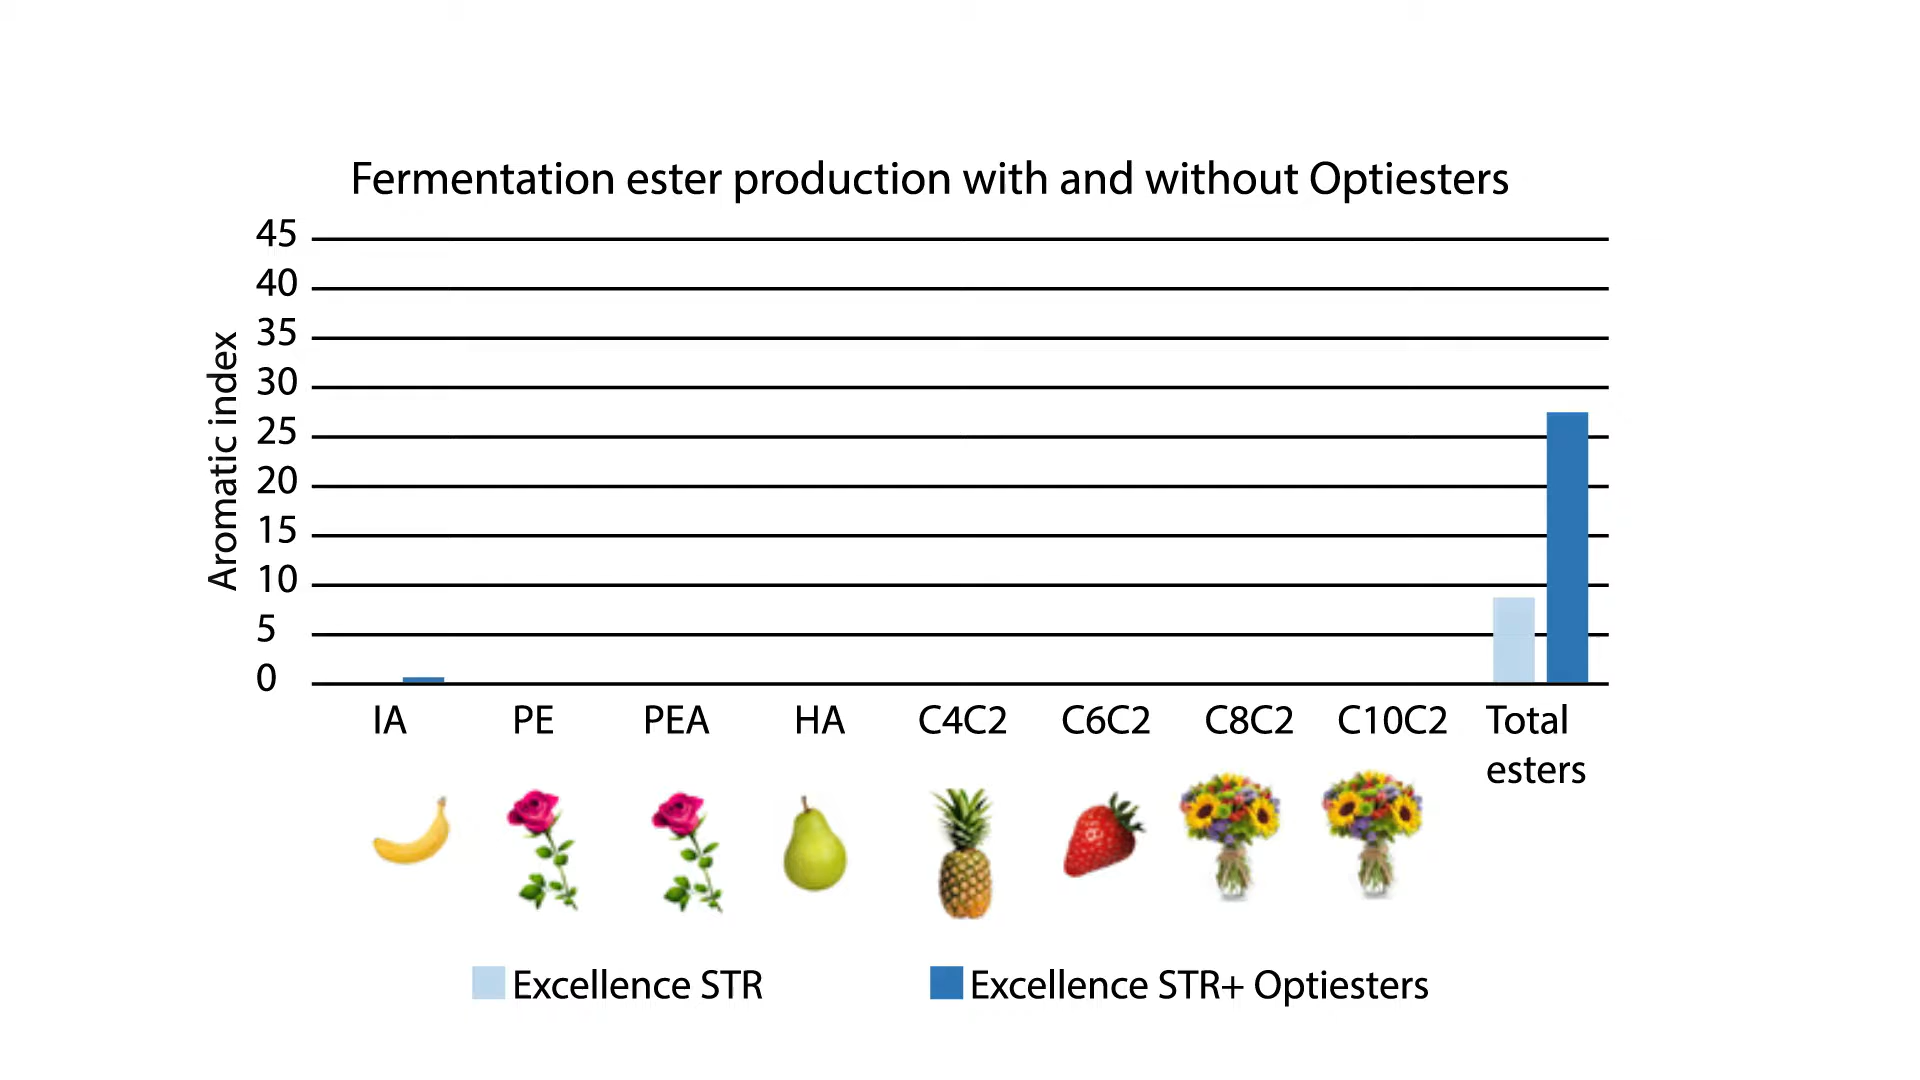 Fermentation ester production with and without Optiesters
Aromatic index
45
40
35
30
25
20
15
10
5
0
IA PE PEA HA C4C2 C6C2 C8C2 C10C2 Total
esters
Excellence STR Excellence STR+ Optiesters